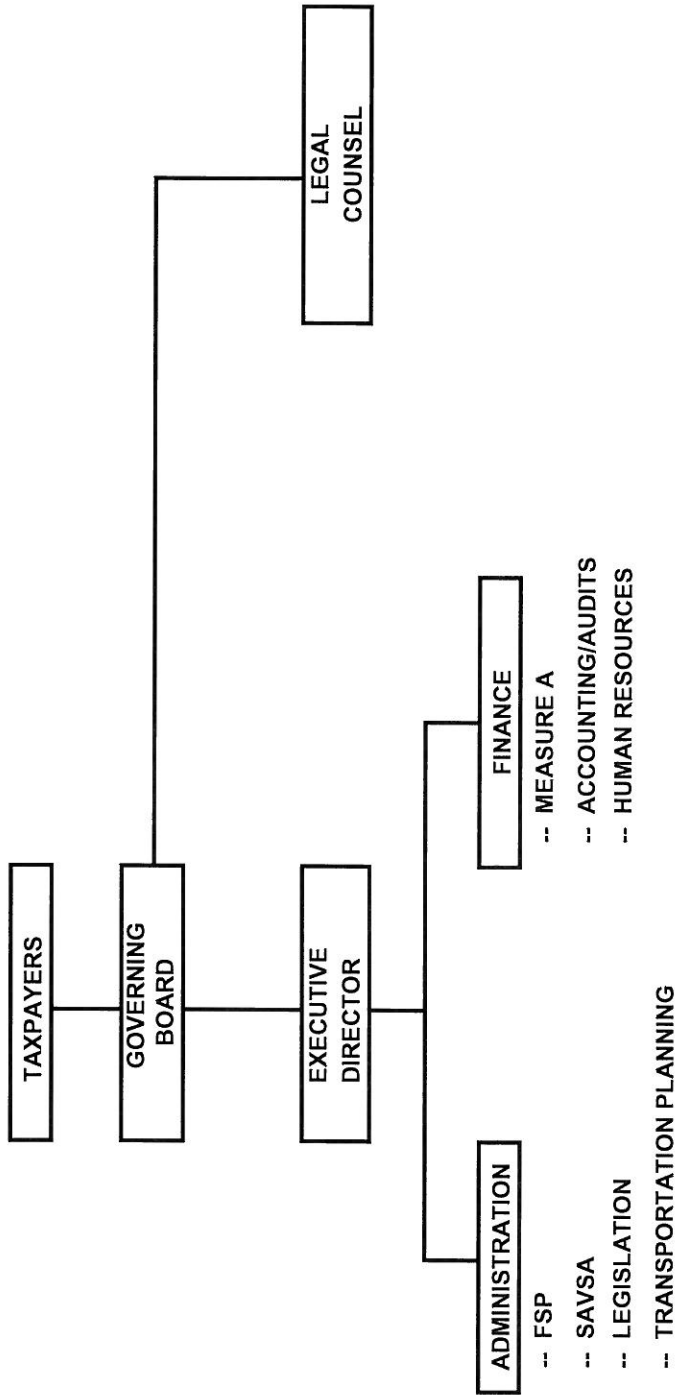 TAXPAYERS
GOVERNING
BOARD
LEGAL
COUNSEL
EXECUTIVE
DIRECTOR
ADMINISTRATION
-- FSP
-- SAVSA
-- LEGISLATION
-- TRANSPORTATION PLANNING
FINANCE
-- MEASURE A
-- ACCOUNTING/AUDITS
-- HUMAN RESOURCES